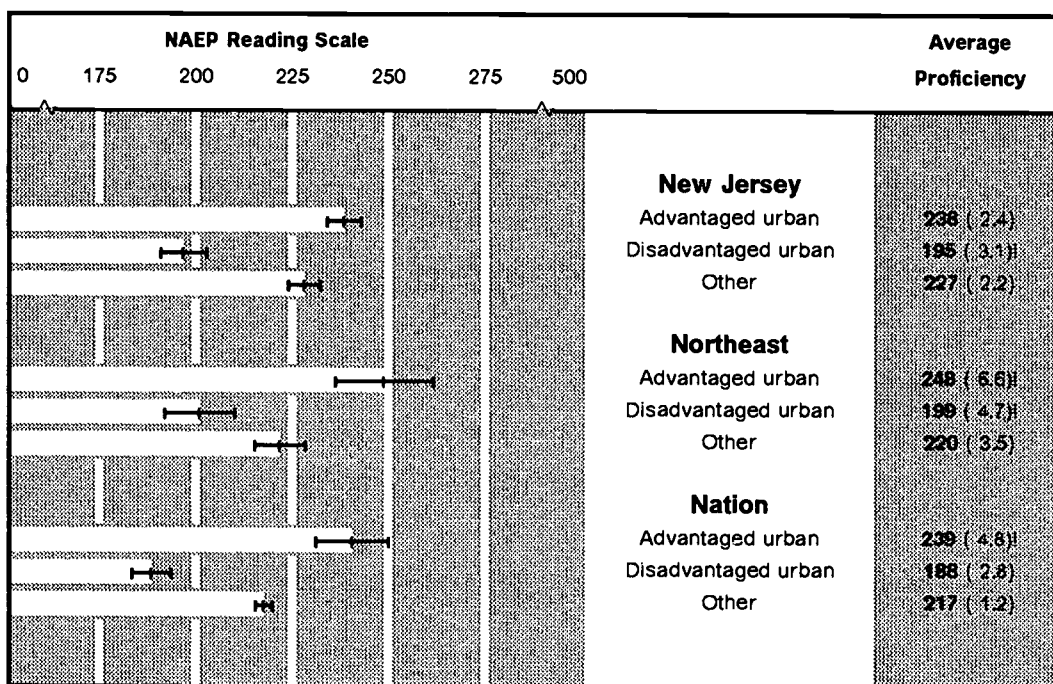 NAEP Reading Scale
Average
Proficiency
0 175 200 225 250 275 500
New Jersey
Advantaged urban 238 ( 2.4)
Disadvantaged urban 195 ( 3.1)!
Other 227 ( 2.2)
Northeast
Advantaged urban 248 ( 6.6)!
Disadvantaged urban 199 ( 4.7)!
Other 220 ( 3.5)
Nation
Advantaged urban 239 ( 4.8)!
Disadvantaged urban 186 ( 2.8)
Other 217 ( 1.2)